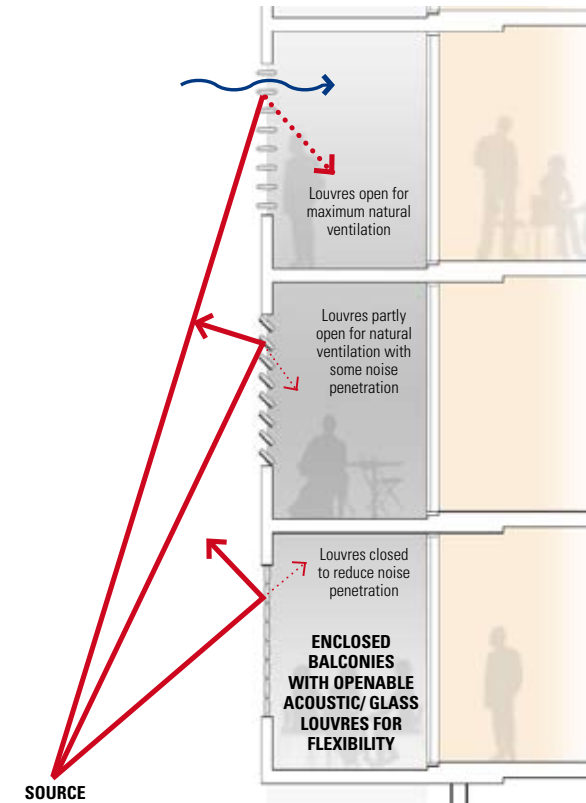 Louvres open for
maximum natural
ventilation
Louvres partly
open for natural
ventilation with
some noise
penetration
Louvres closed
to reduce noise
penetration
ENCLOSED
BALCONIES
WITH OPENABLE
ACOUSTIC/ GLASS
LOUVRES FOR
FLEXIBILITY
SOURCE